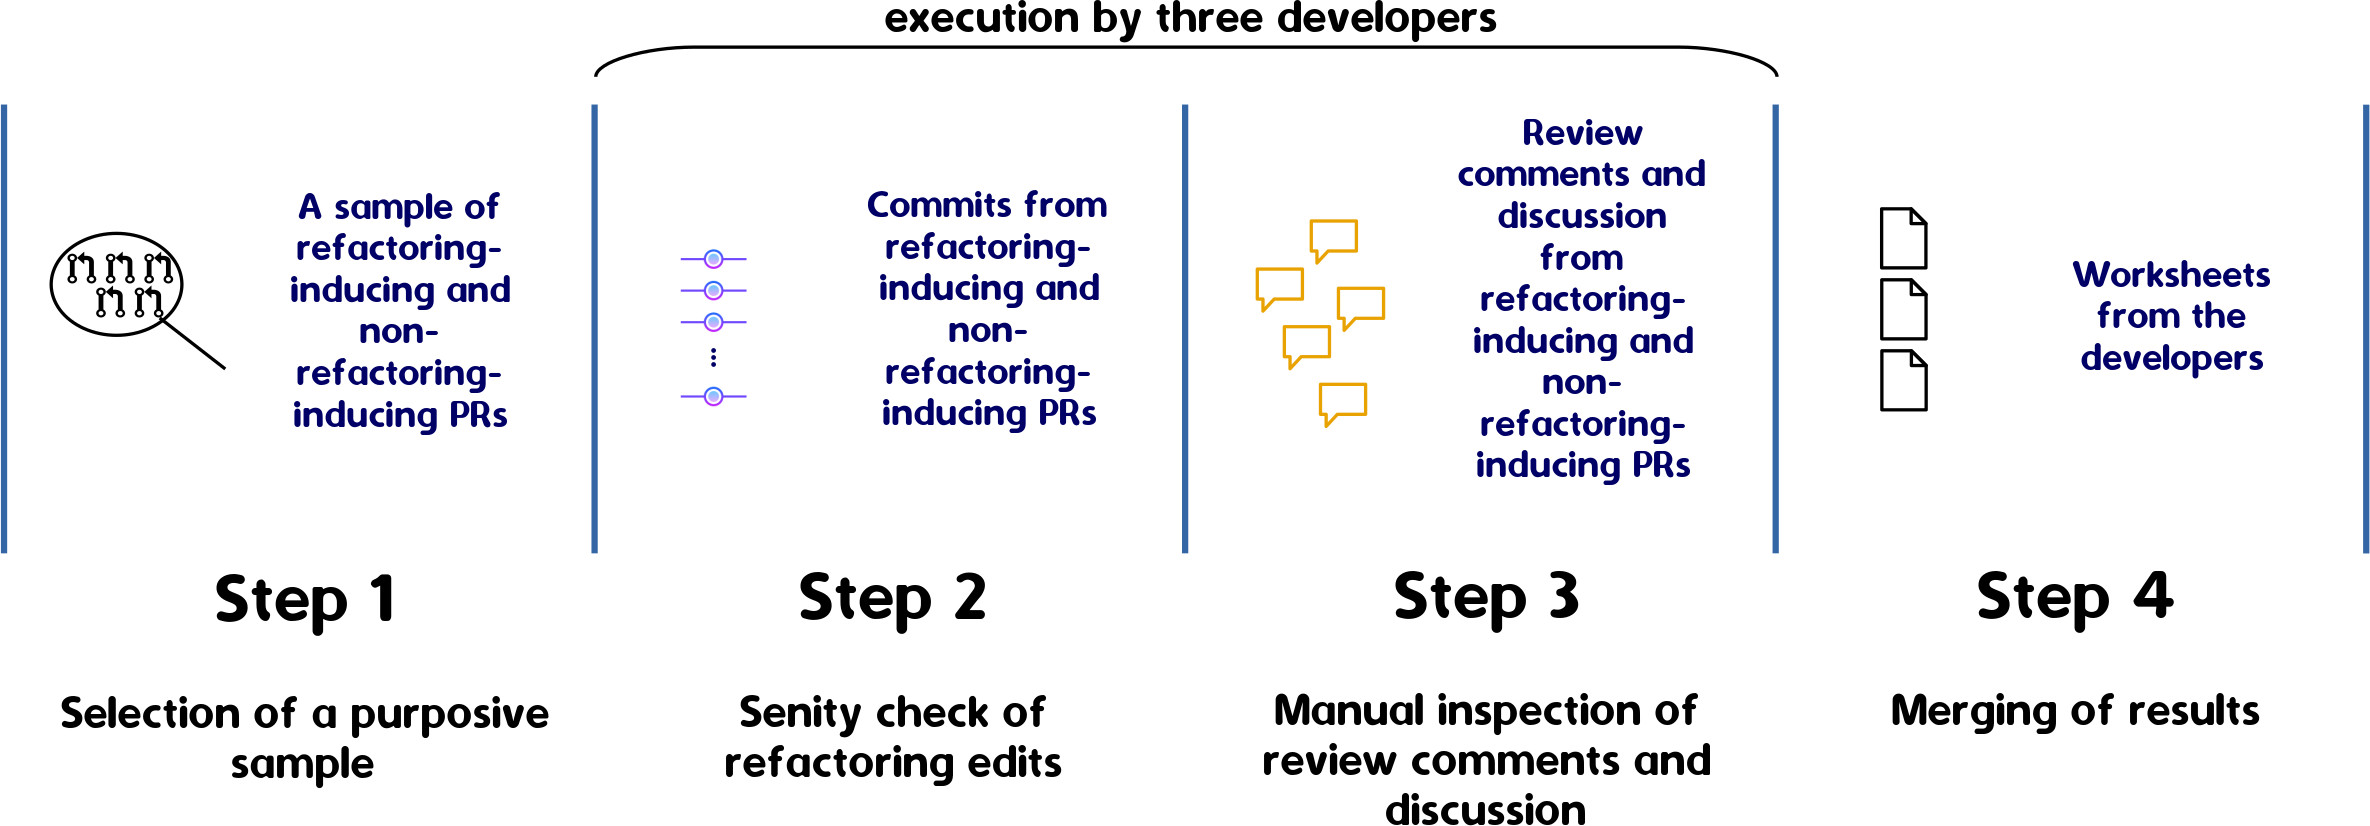 execution by three developers
A sample of
refactoring-
inducing and
non-
refactoring-
inducing PRs
Commits from
refactoring-
inducing and
non-
refactoring-
inducing PRs
Review
comments and
discussion
from
refactoring-
inducing and
non-
refactoring-
inducing PRs
Worksheets
from the
developers
Step 1
Step 2
Step 3
Step 4
Selection of a purposive
sample
Senity check of
refactoring edits
Manual inspection of
review comments and
discussion
Merging of results